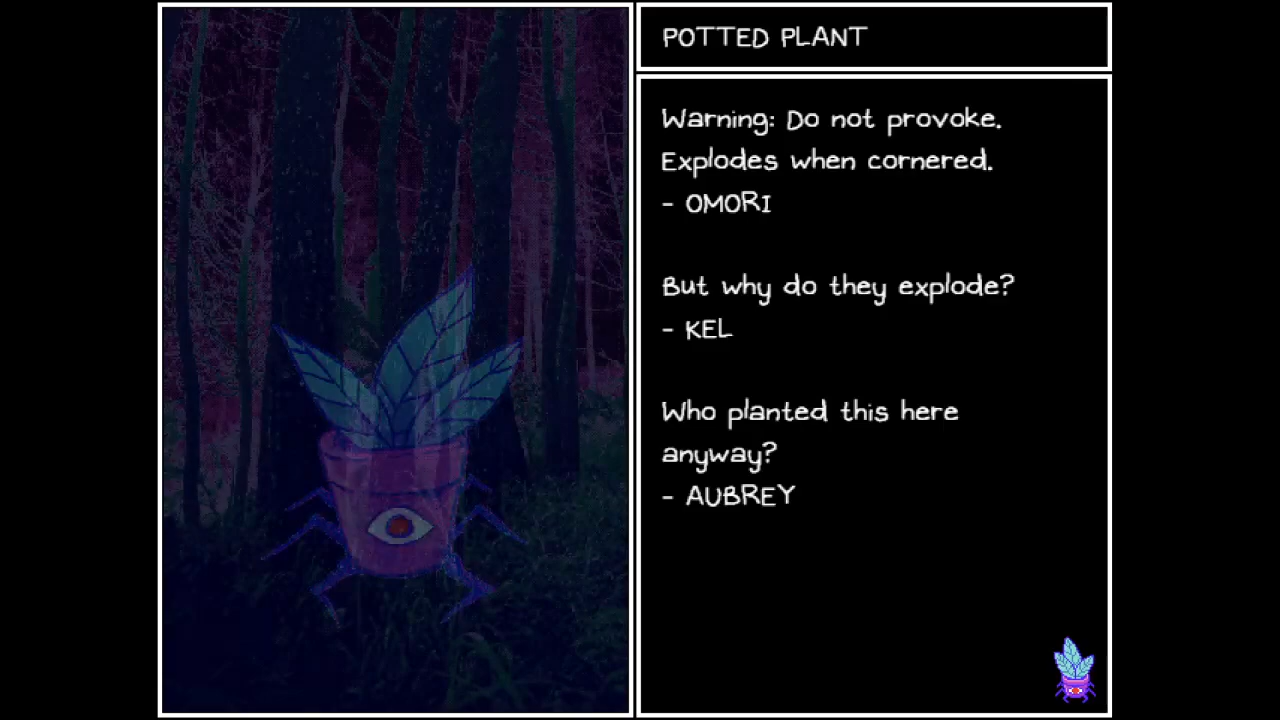 POTTED PLANT
Warning: Do not provoke.
Explodes when cornered.
- OMORI
But why do they explode?
- KEL
Who planted this here
anyway?
- AUBREY